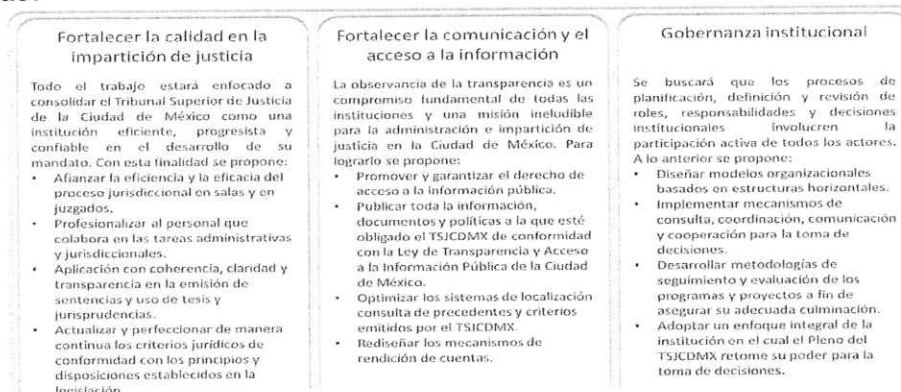 Fortalecer la calidad en la
impartición de justicia
Todo el trabajo estará enfocado a
consolidar el Tribunal Superior de Justicia
de la Ciudad de México como una
institución eficiente, progresista y
confiable en el desarrollo de su
mandato. Con esta finalidad se propone:
• Afianzar la eficiencia y la eficacia del
proceso jurisdiccional en salas y en
juzgados.
• Profesionalizar al personal que
colabora en las tareas administrativas
y jurisdiccionales.
• Aplicación con coherencia, claridad y
transparencia en la emisión de
sentencias y uso de tesis y
jurisprudencias.
• Actualizar y perfeccionar de manera
continua los criterios jurídicos de
conformidad con los principios y
disposiciones establecidos en la
legislación
Fortalecer la comunicación y el
acceso a la información
La observancia de la transparencia es un
compromiso fundamental de todas las
instituciones y una misión ineludible
para la administración e impartición de
justicia en la Ciudad de México. Para
lograrlo se propone:
• Promover y garantizar el derecho de
acceso a la información pública.
• Publicar toda la información,
documentos y políticas a la que esté
obligado el TSJCDMX de conformidad
con la Ley de Transparencia y Acceso
a la Información Pública de la Ciudad
de México.
• Optimizar los sistemas de localización
consulta de precedentes y criterios
emitidos por el TSJCDMX.
• Rediseñar los mecanismos de
rendición de cuentas.
Gobernanza institucional
Se buscará que los procesos de
planificación, definición y revisión de
roles, responsabilidades y decisiones
institucionales involucren la
participación activa de todos los actores.
A lo anterior se propone:
• Diseñar modelos organizacionales
basados en estructuras horizontales.
• Implementar mecanismos de
consulta, coordinación, comunicación
y cooperación para la toma de
decisiones.
• Desarrollar metodologías de
seguimiento y evaluación de los
programas y proyectos a fin de
asegurar su adecuada culminación.
• Adoptar un enfoque integral de la
institución en el cual el Pleno del
TSJCDMX retome su poder para la
toma de decisiones.